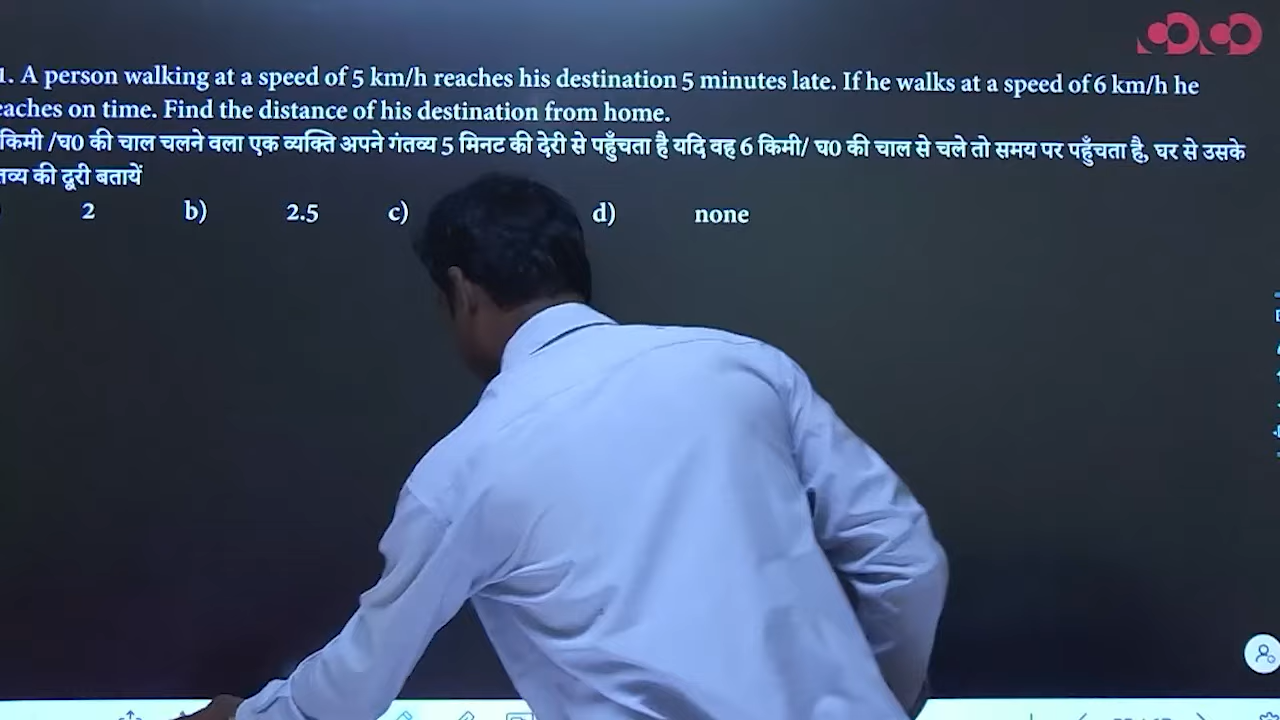 1. A person walking at a speed of 5 km/h reaches his destination 5 minutes late. If he walks at a speed of 6 km/h he
eaches on time. Find the distance of his destination from home.
किमी /घ0 की चाल चलने वला एक व्यक्ति अपने गंतव्य 5 मिनट की देरी से पहुँचता है यदि वह 6 किमी/ घ0 की चाल से चले तो समय पर पहुँचता है, घर से उसके
तव्य की दूरी बतायें
2 b) 2.5 c) d) none